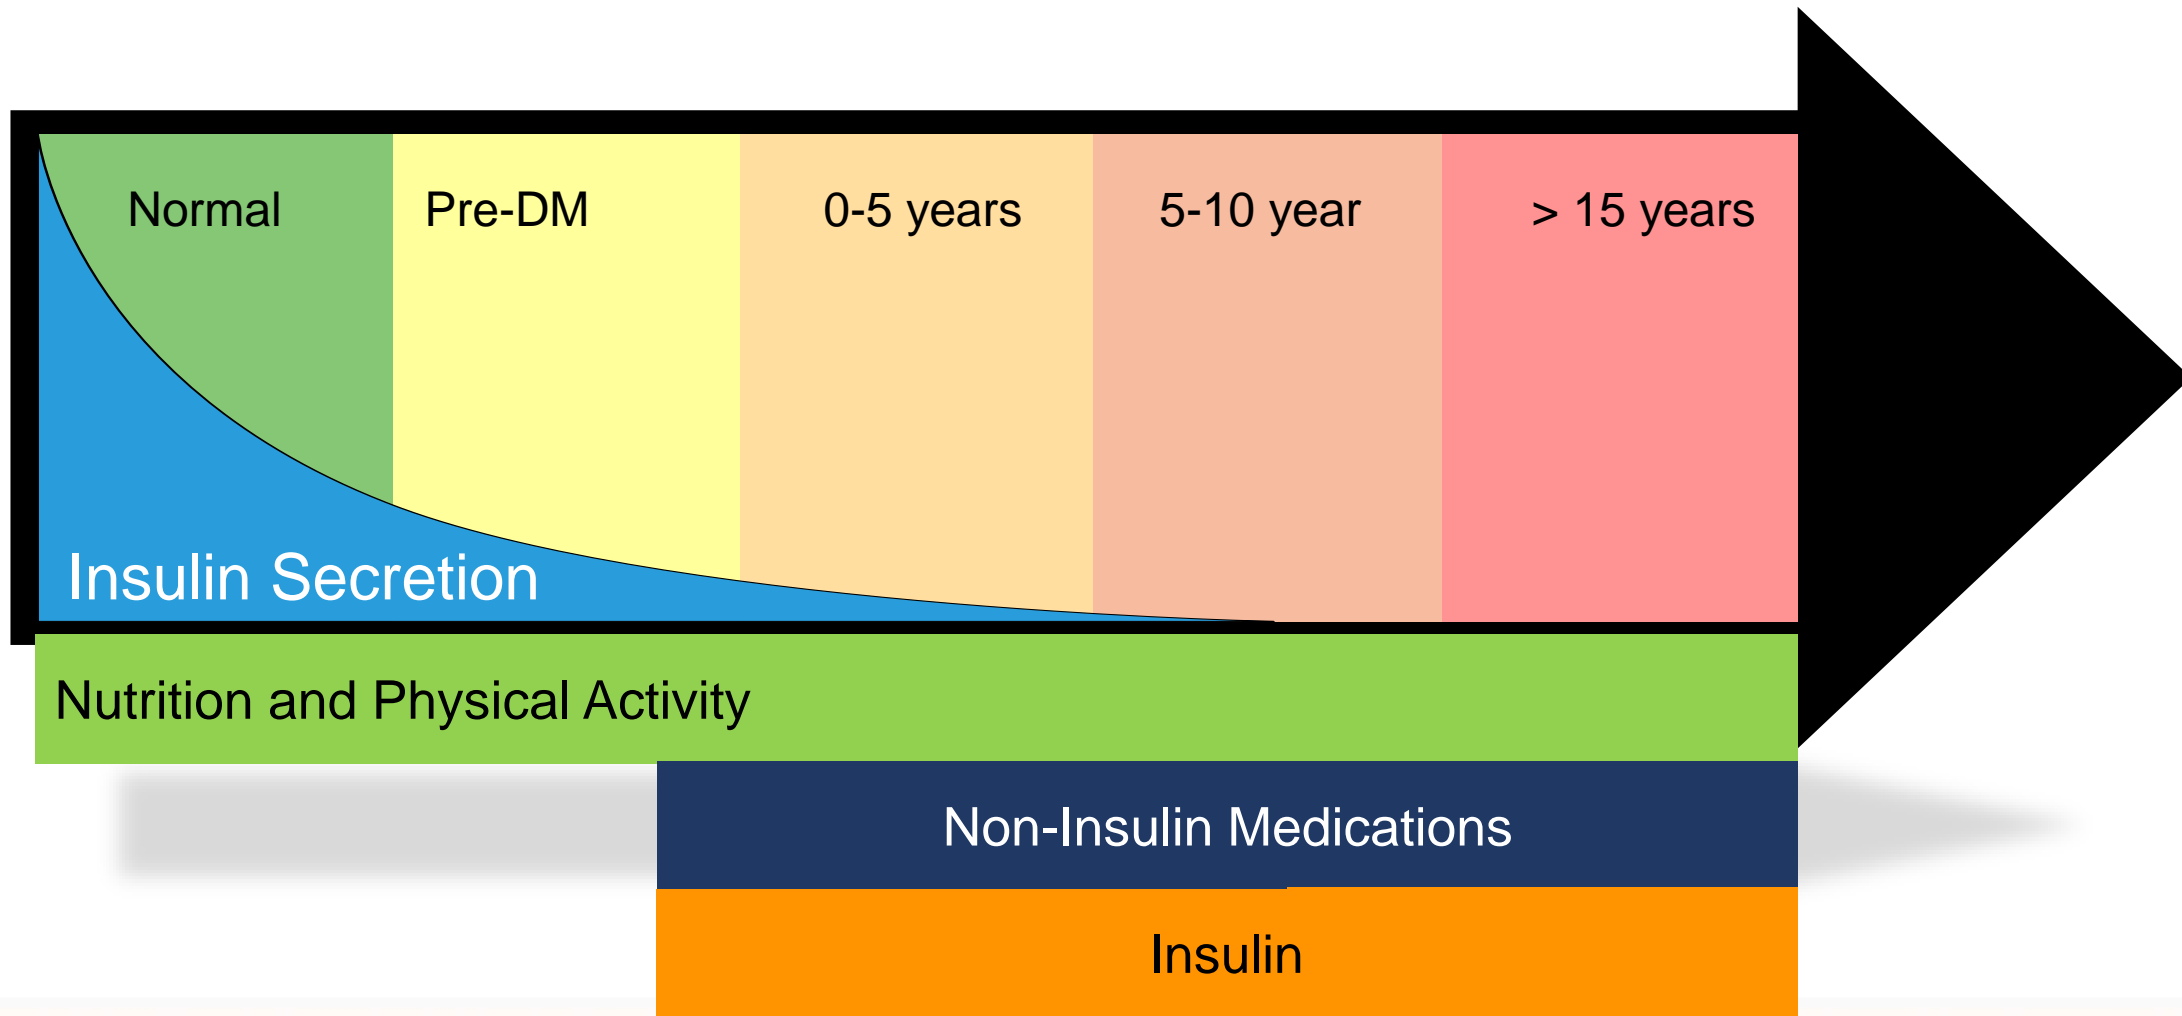 Normal
Pre-DM
0-5 years
5-10 year
> 15 years
Insulin Secretion
Nutrition and Physical Activity
Non-Insulin Medications
Insulin